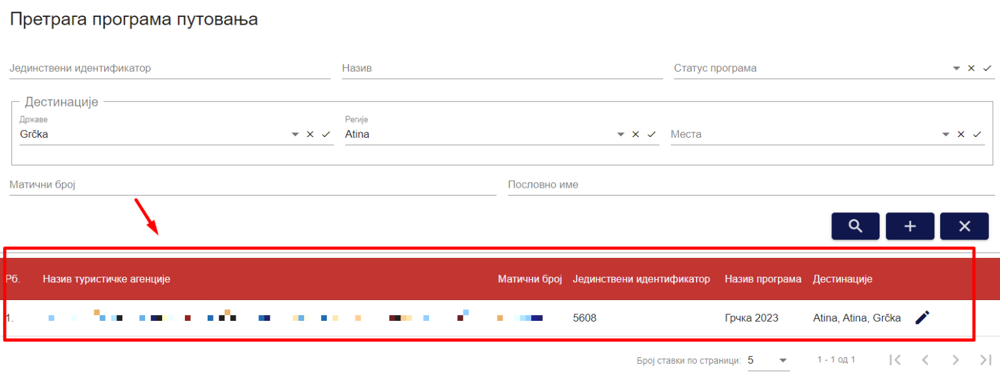 Претрага програма путовања
Јединствени идентификатор Назив Статус програма
Дестинације
Државе Регије
Grčka Atina Места
Матични број Пословно име
Рб. Назив туристичке агенције Матични број Јединствени идентификатор Назив програма Дестинације
1. 5608 Грчка 2023 Atina, Atina, Grčka
Број ставки по страници: 5 1 - 1 од 1